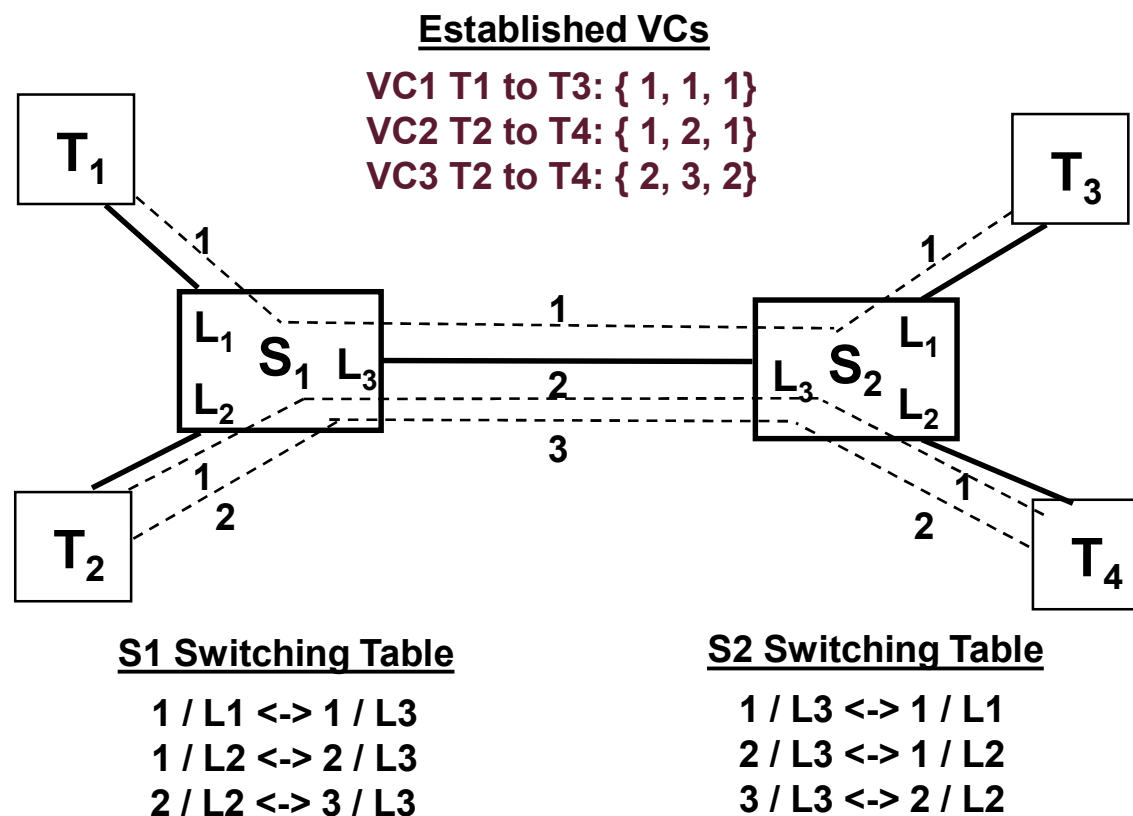 Established VCs
VC1 T1 to T3: { 1, 1, 1}
VC2 T2 to T4: { 1, 2, 1}
VC3 T2 to T4: { 2, 3, 2}
T1
T3
1
1
1
L1
S1
L3
L2
L3
S2
L1
L2
2
3
1
2
1
2
T2
T4
S1 Switching Table
1 / L1 <-> 1 / L3
1 / L2 <-> 2 / L3
2 / L2 <-> 3 / L3
S2 Switching Table
1 / L3 <-> 1 / L1
2 / L3 <-> 1 / L2
3 / L3 <-> 2 / L2